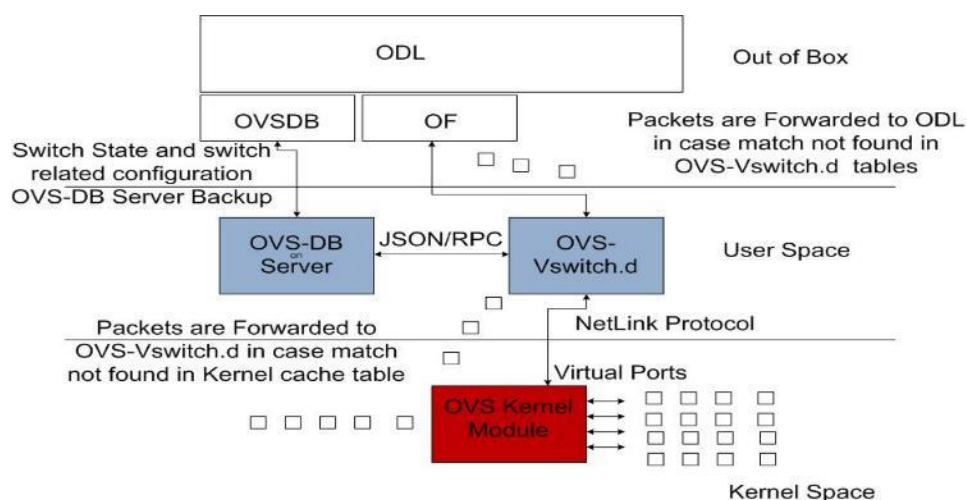 ODL
Out of Box
OVSDB
OF
Packets are Forwarded to ODL
in case match not found in
OVS-Vswitch.d tables
Switch State and switch
related configuration
OVS-DB Server Backup
OVS-DB
on
Server
JSON/RPC
OVS-
Vswitch.d
User Space
Packets are Forwarded to
OVS-Vswitch.d in case match
not found in Kernel cache table
NetLink Protocol
Virtual Ports
OVS Kernel
Module
Kernel Space